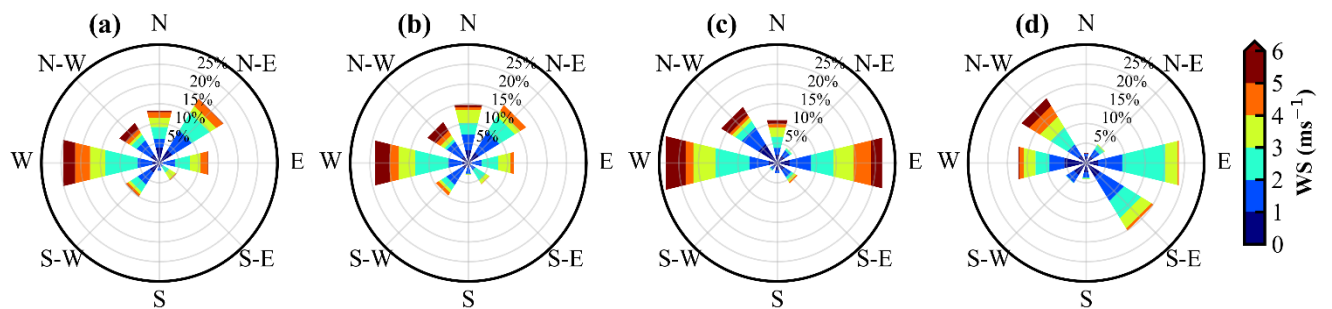 (a) N (b) N (c) N (d) N
N-W N-E N-W N-E N-W N-E N-W N-E
25% 25% 25% 25%
20% 20% 20% 20%
15% 15% 15% 15%
10% 10% 10% 10%
5% 5% 5% 5%
W E W E W E W E
S-W S-E S-W S-E S-W S-E S-W S-E
S S S S
6
5
4
3
2
1
0
WS (ms⁻¹)